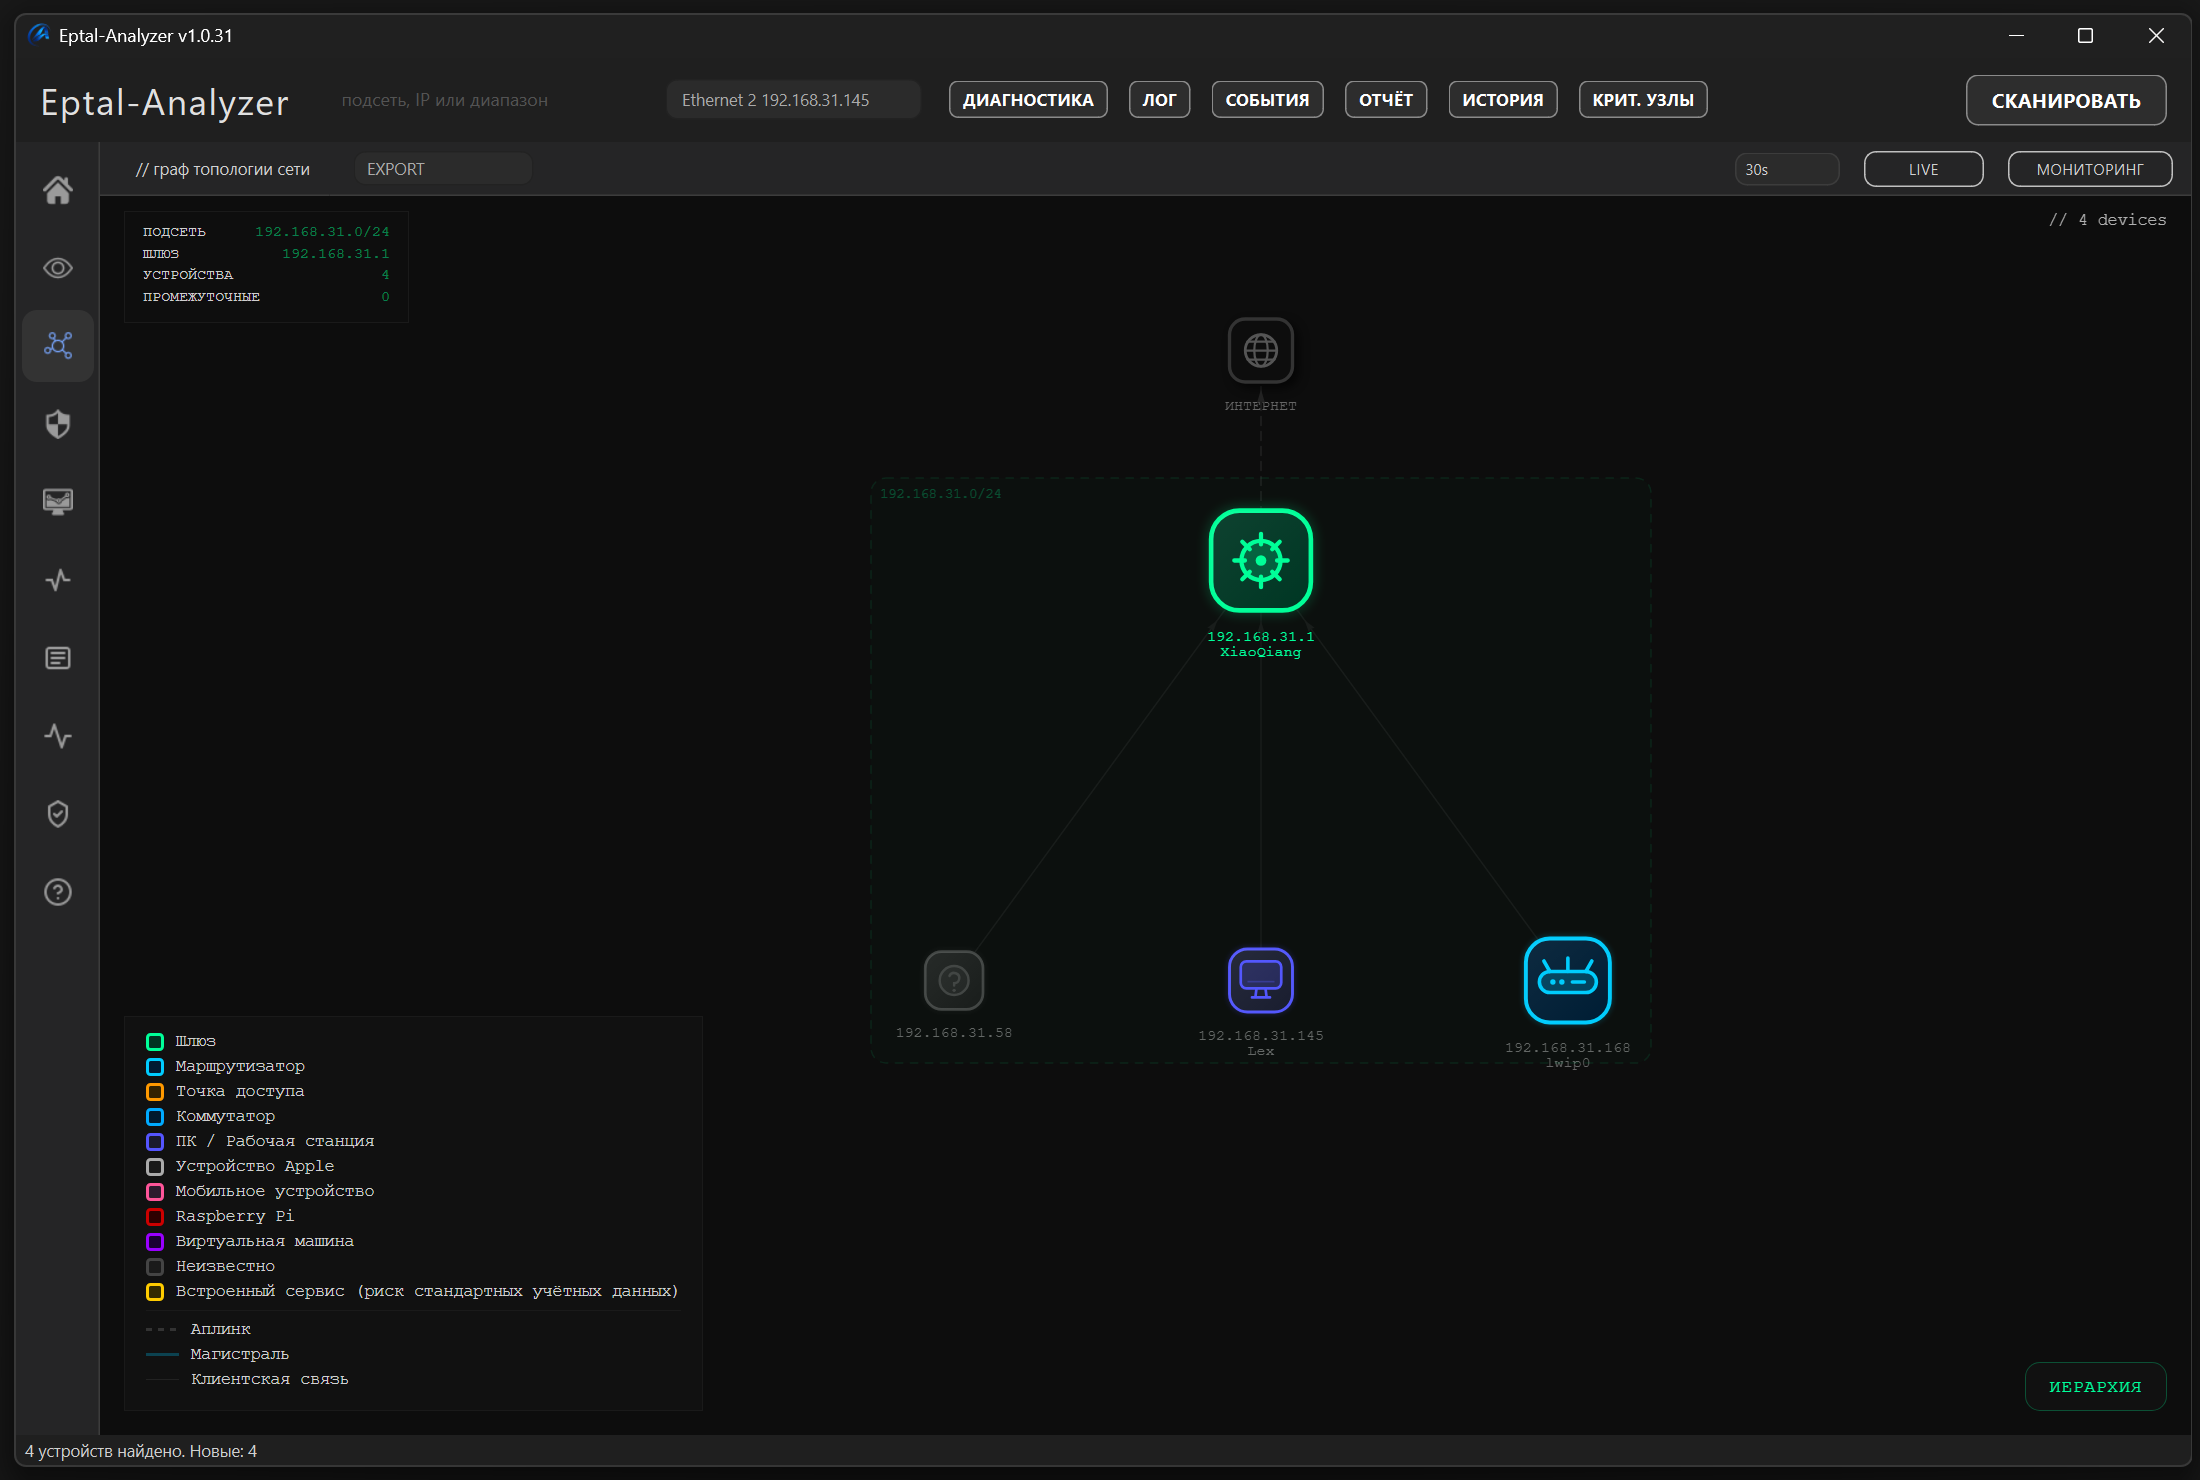 Eptal-Analyzer v1.0.31
Eptal-Analyzer
подсеть, IP или диапазон
Ethernet 2 192.168.31.145
ДИАГНОСТИКА
ЛОГ
СОБЫТИЯ
ОТЧЁТ
ИСТОРИЯ
КРИТ. УЗЛЫ
СКАНИРОВАТЬ
// граф топологии сети
EXPORT
30s
LIVE
МОНИТОРИНГ
ПОДСЕТЬ 192.168.31.0/24
ШЛЮЗ 192.168.31.1
УСТРОЙСТВА 4
ПРОМЕЖУТОЧНЫЕ 0
// 4 devices
ИНТЕРНЕТ
192.168.31.0/24
192.168.31.1
XiaoQiang
192.168.31.58
192.168.31.145
Lex
192.168.31.168
lwip0
Шлюз
Маршрутизатор
Точка доступа
Коммутатор
ПК / Рабочая станция
Устройство Apple
Мобильное устройство
Raspberry Pi
Виртуальная машина
Неизвестно
Встроенный сервис (риск стандартных учётных данных)
Аплинк
Магистраль
Клиентская связь
ИЕРАРХИЯ
4 устройств найдено. Новые: 4